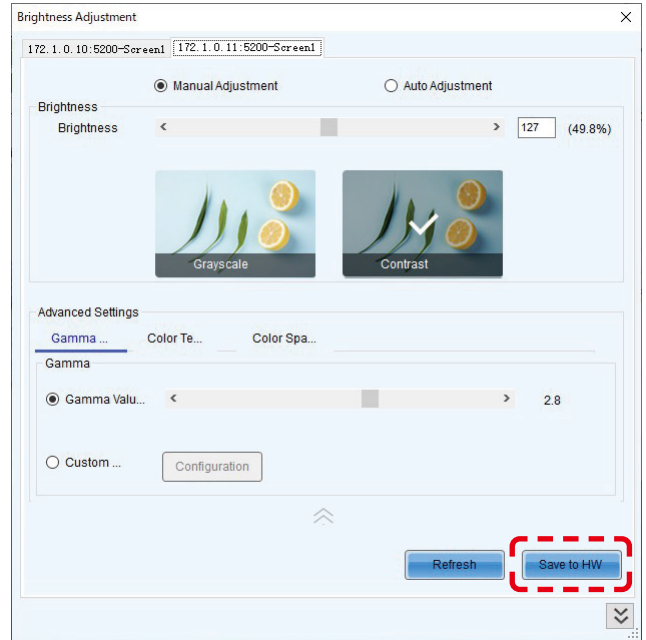 Brightness Adjustment
172.1.0.10:5200-Screen1 172.1.0.11:5200-Screen1
Manual Adjustment Auto Adjustment
Brightness
Brightness < > 127 (49.8%)
Grayscale Contrast
Advanced Settings
Gamma ... Color Te... Color Spa...
Gamma
Gamma Valu... < > 2.8
Custom ... Configuration
Refresh Save to HW